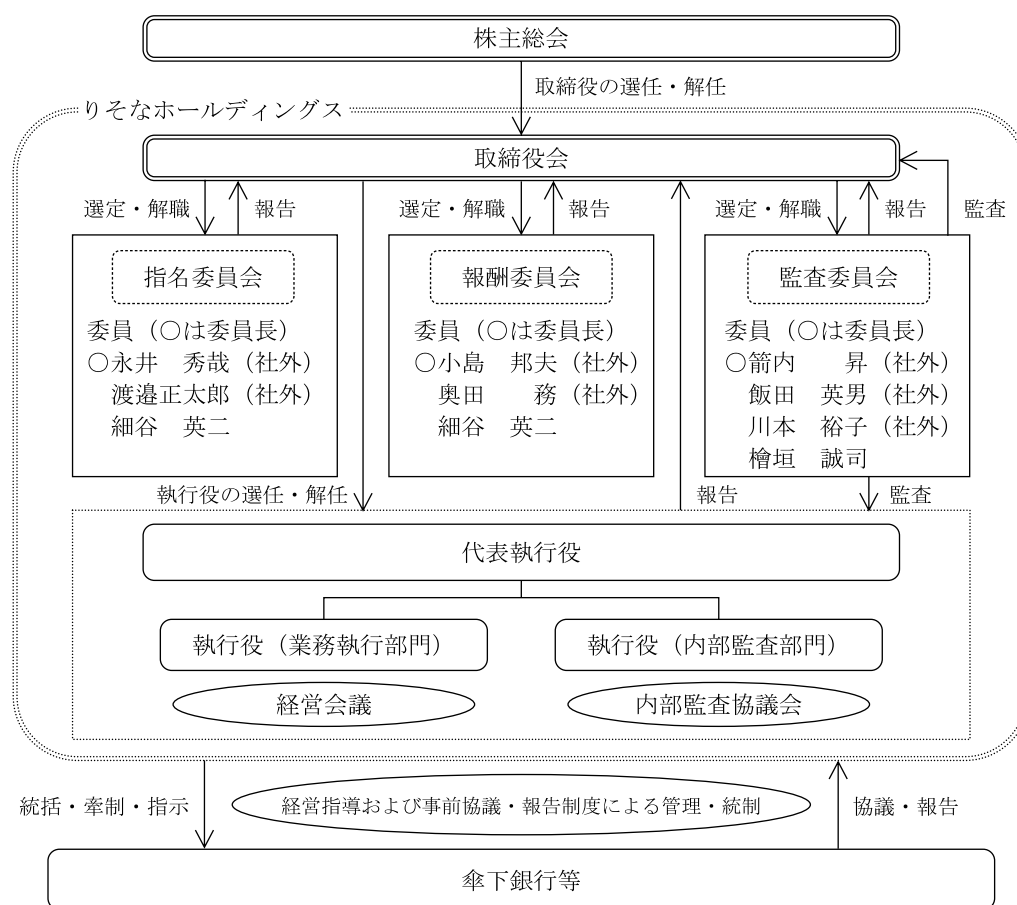 株主総会
取締役の選任・解任
りそなホールディングス
取締役会
選定・解職
報告
選定・解職
報告
選定・解職
報告
監査
指名委員会
委員（○は委員長）
○永井　秀哉（社外）
渡邉正太郎（社外）
細谷　英二
報酬委員会
委員（○は委員長）
○小島　邦夫（社外）
奥田　　務（社外）
細谷　英二
監査委員会
委員（○は委員長）
○箭内　　昇（社外）
飯田　英男（社外）
川本　裕子（社外）
檜垣　誠司
執行役の選任・解任
報告
監査
代表執行役
執行役（業務執行部門）
執行役（内部監査部門）
経営会議
内部監査協議会
統括・牽制・指示
経営指導および事前協議・報告制度による管理・統制
協議・報告
傘下銀行等